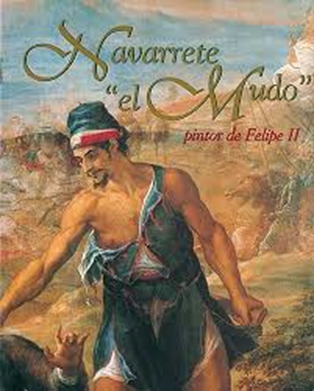 Navarrete
"el Mudo"
pintor de Felipe II